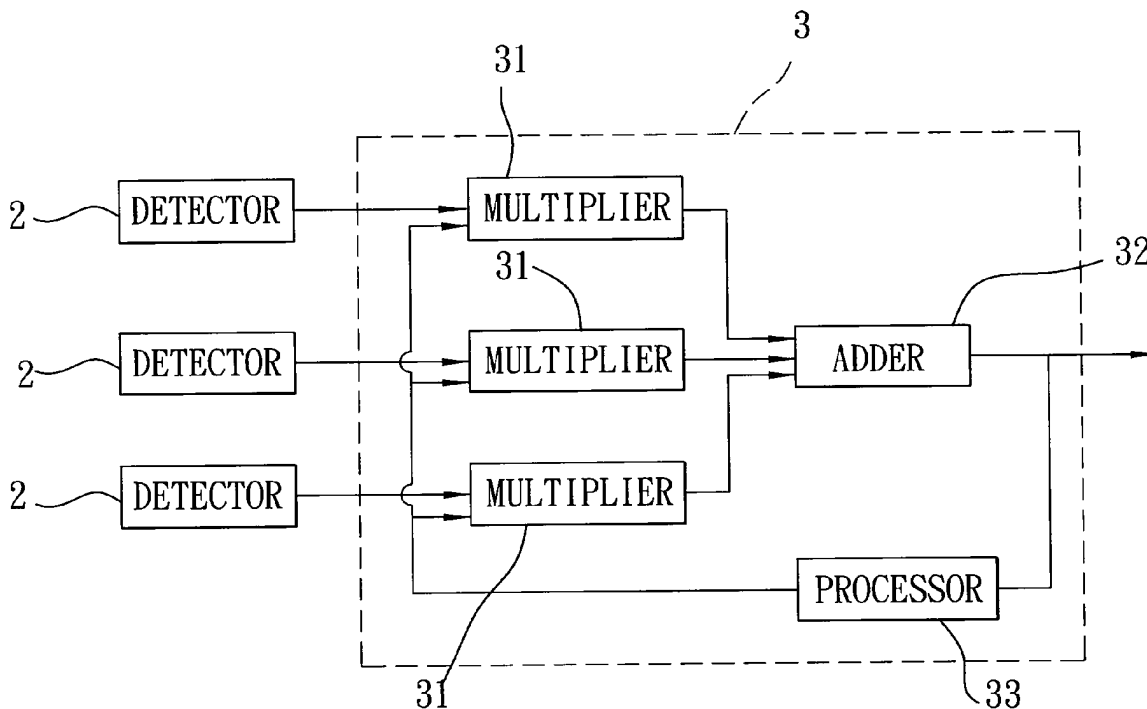 3
31
2 DETECTOR MULTIPLIER
31 32
2 DETECTOR MULTIPLIER ADDER
2 DETECTOR MULTIPLIER
PROCESSOR
31 33